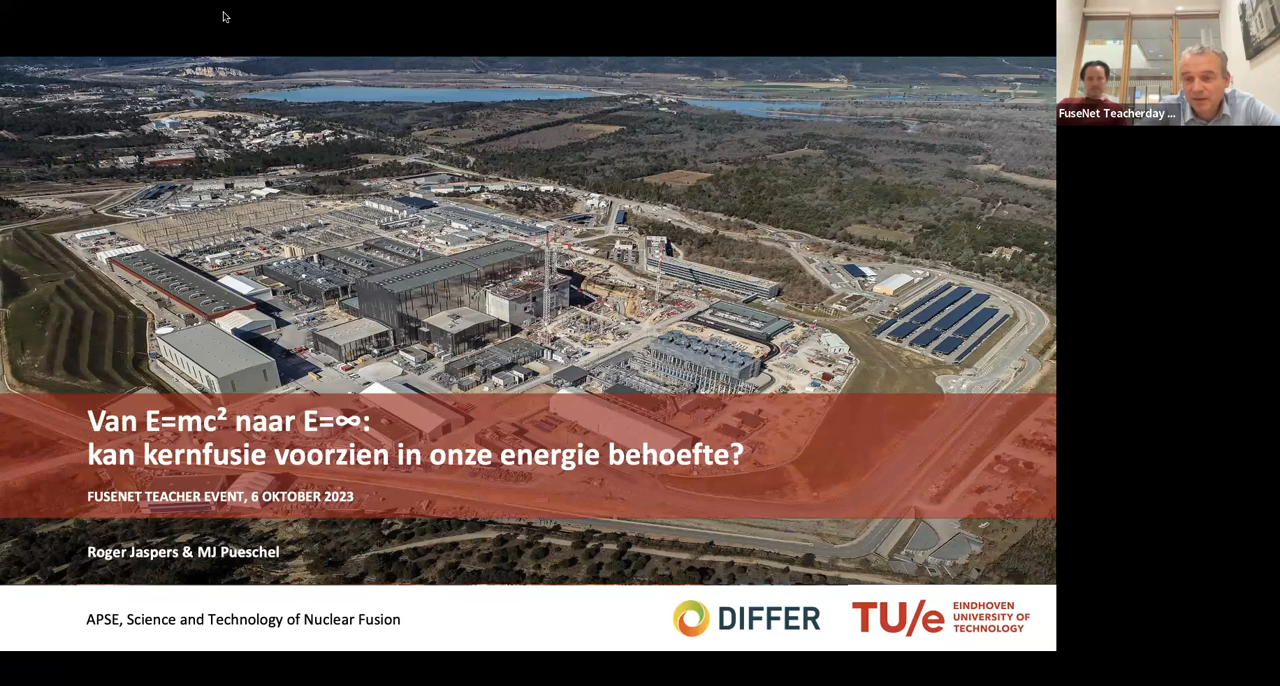 FuseNet Teacherday ...
Van E=mc² naar E=∞:
kan kernfusie voorzien in onze energie behoefte?
FUSENET TEACHER EVENT, 6 OKTOBER 2023
Roger Jaspers & MJ Pueschel
APSE, Science and Technology of Nuclear Fusion
DIFFER
TU/e
EINDHOVEN
UNIVERSITY OF
TECHNOLOGY